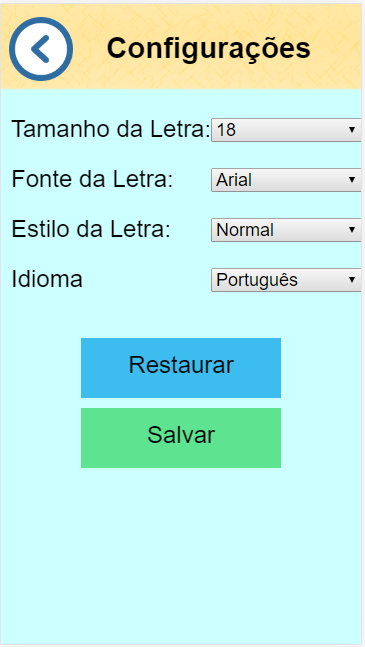 Configurações
Tamanho da Letra: 18
Fonte da Letra: Arial
Estilo da Letra: Normal
Idioma Português
Restaurar
Salvar